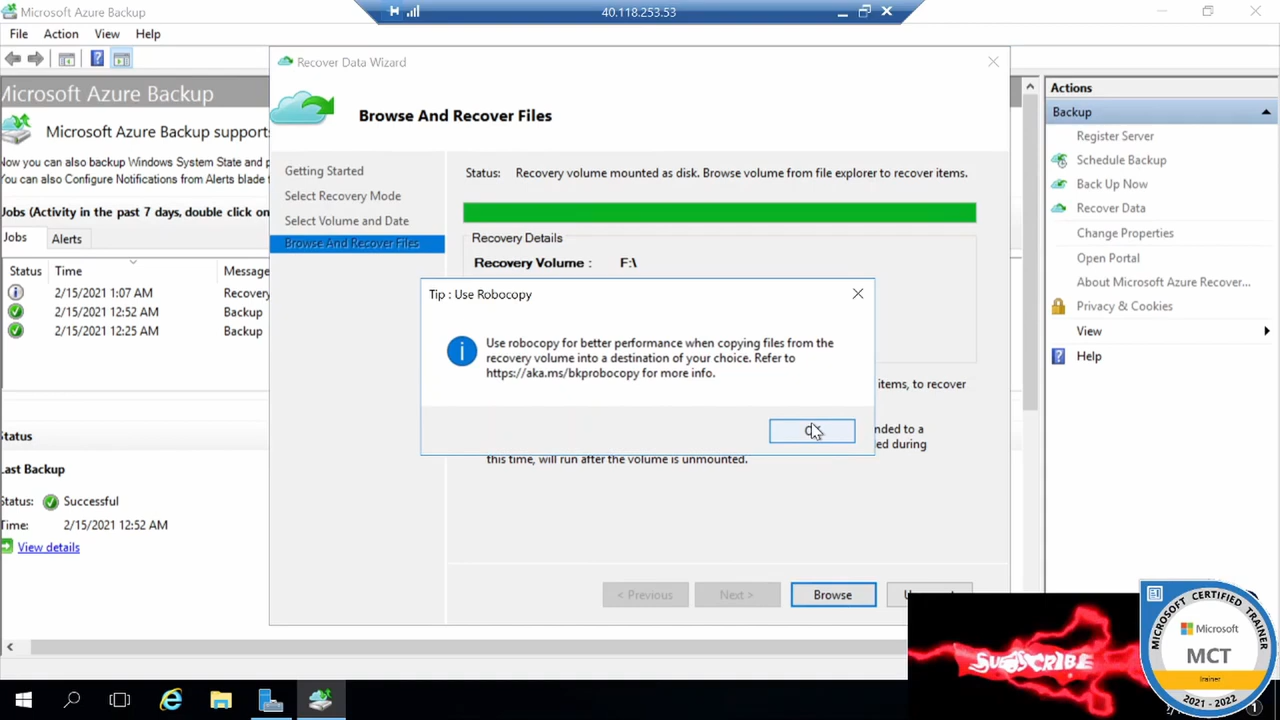 Microsoft Azure Backup
40.118.253.53
File Action View Help
Microsoft Azure Backup
Microsoft Azure Backup supports
Now you can also backup Windows System State and
You can also Configure Notifications from Alerts blade
Jobs (Activity in the past 7 days, double click on
Jobs Alerts
Status Time Message
2/15/2021 1:07 AM Recovery
2/15/2021 12:52 AM Backup
2/15/2021 12:25 AM Backup
Status
Last Backup
Status: Successful
Time: 2/15/2021 12:52 AM
View details
Recover Data Wizard
Browse And Recover Files
Getting Started
Select Recovery Mode
Select Volume and Date
Browse And Recover Files
Status: Recovery volume mounted as disk. Browse volume from file explorer to recover items.
Recovery Details
Recovery Volume : F:\
Tip : Use Robocopy
Use robocopy for better performance when copying files from the
recovery volume into a destination of your choice. Refer to
https://aka.ms/bkprobocopy for more info.
items, to recover
nded to a
ed during
this time, will run after the volume is unmounted.
< Previous Next > Browse
Actions
Backup
Register Server
Schedule Backup
Back Up Now
Recover Data
Change Properties
Open Portal
About Microsoft Azure Recover...
Privacy & Cookies
View
Help
SUBSCRIBE
MICROSOFT CERTIFIED TRAINER
Microsoft
MCT
Trainer
2021 - 2022